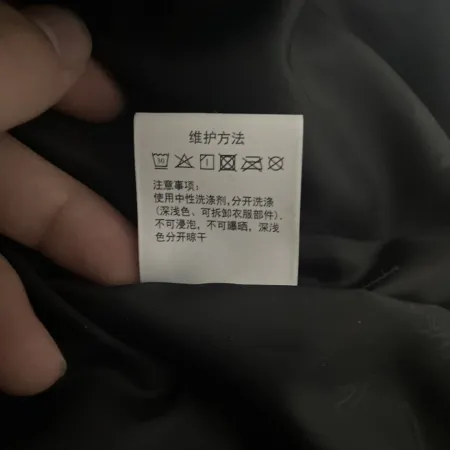 维护方法
30
注意事项:
使用中性洗涤剂,分开洗涤
(深浅色、可拆卸衣服部件).
不可浸泡, 不可曝晒, 深浅
色分开晾干